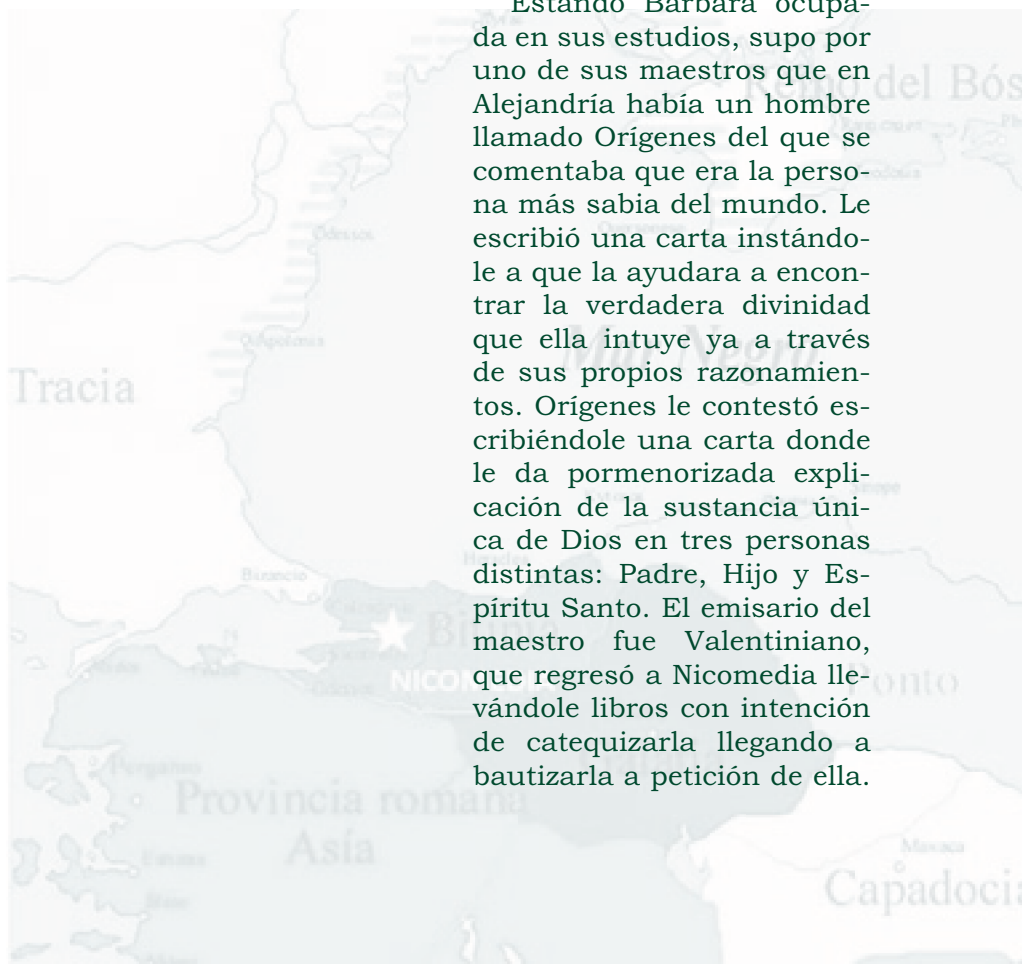 Estando Bárbara ocupa-
da en sus estudios, supo por
uno de sus maestros que en
Alejandría había un hombre
llamado Orígenes del que se
comentaba que era la perso-
na más sabia del mundo. Le
escribió una carta instándo-
le a que la ayudara a encon-
trar la verdadera divinidad
que ella intuye ya a través
de sus propios razonamien-
tos. Orígenes le contestó es-
cribiéndole una carta donde
le da pormenorizada expli-
cación de la sustancia úni-
ca de Dios en tres personas
distintas: Padre, Hijo y Es-
píritu Santo. El emisario del
maestro fue Valentiniano,
que regresó a Nicomedia lle-
vándole libros con intención
de catequizarla llegando a
bautizarla a petición de ella.
Reino del Bós
Odessos
Mar Negro
Tracia
Sinope
Bizancio
Bitinia
NICOMEDIA
Ponto
Galatia
Pergamo
Provincia romana
Asía
Mazaca
Capadocia